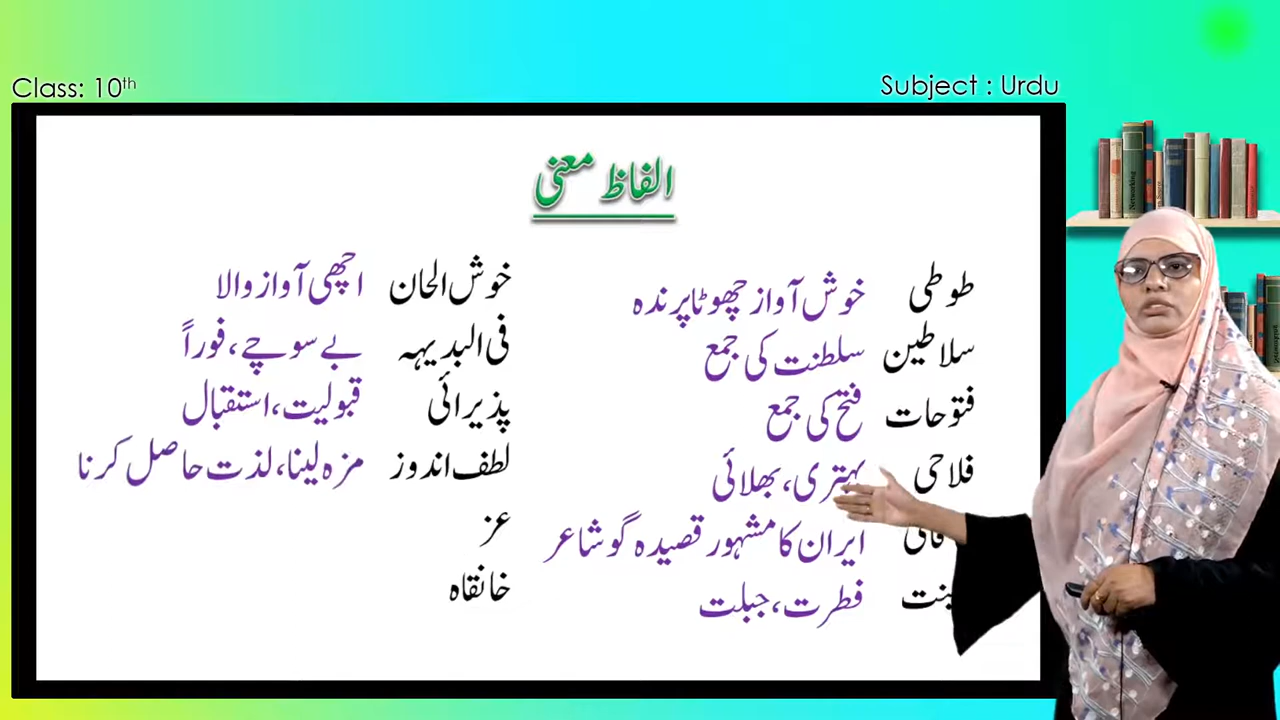 Class: 10th
Subject : Urdu
الفاظ معنی
طوطی خوش آواز چھوٹا پرندہ
سلاطین سلطنت کی جمع
فتوحات فتح کی جمع
فلاحی بہتری، بھلائی
ایران کا مشہور قصیدہ گو شاعر
فطرت، جبلت
خوش الحان اچھی آواز والا
فی البدیہہ بے سوچے، فوراً
پذیرائی قبولیت، استقبال
لطف اندوز مزہ لینا، لذت حاصل کرنا
عز
خانقاہ
Networking